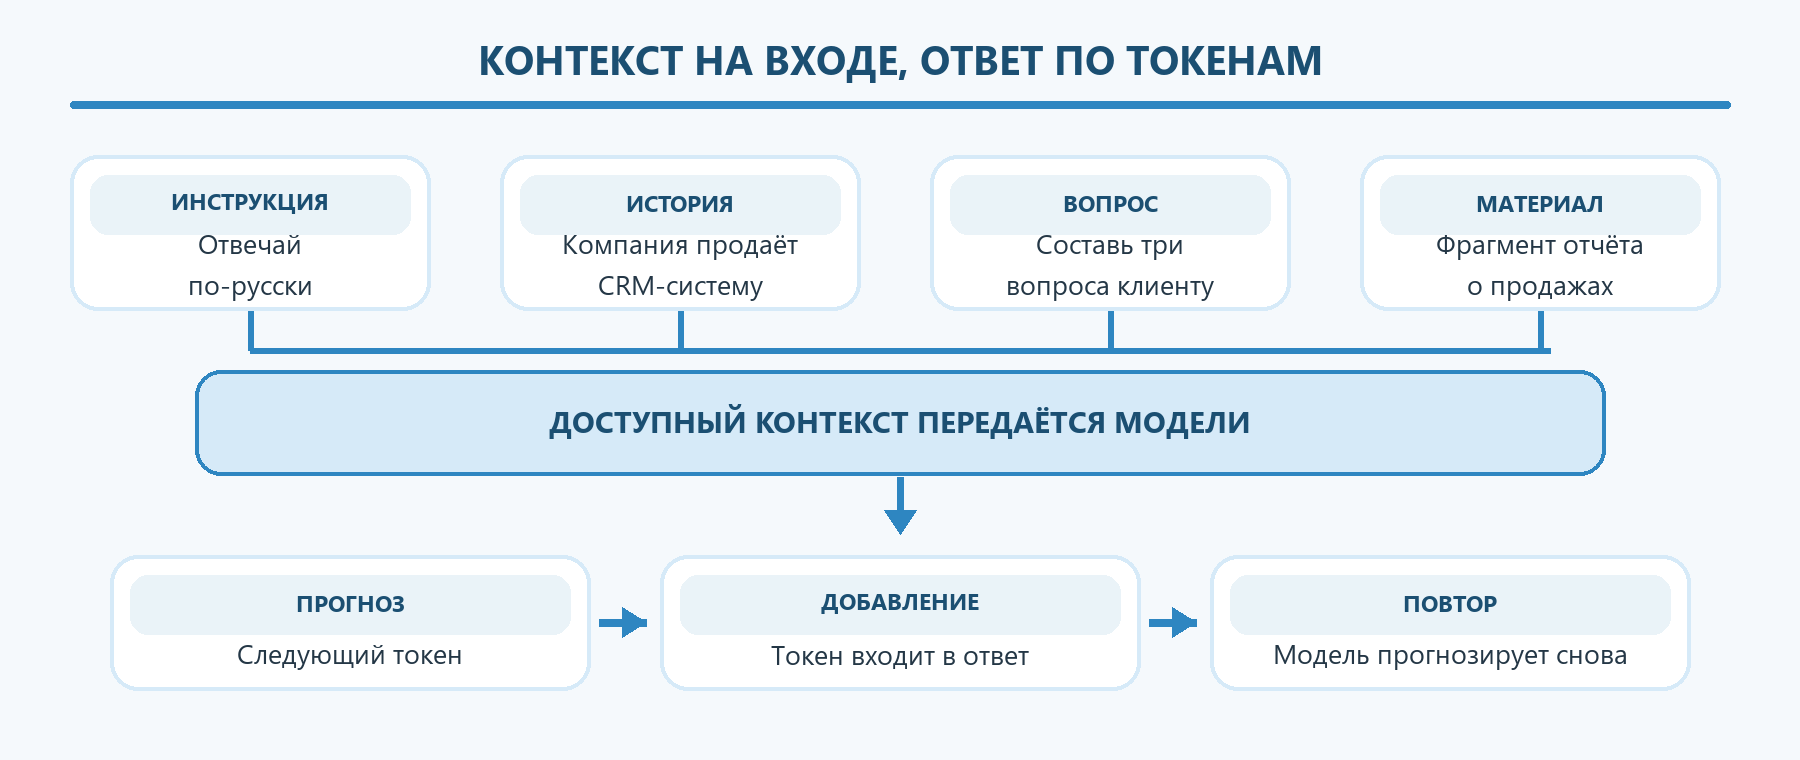 КОНТЕКСТ НА ВХОДЕ, ОТВЕТ ПО ТОКЕНАМ
ИНСТРУКЦИЯ
Отвечай
по-русски
ИСТОРИЯ
Компания продаёт
CRM-систему
ВОПРОС
Составь три
вопроса клиенту
МАТЕРИАЛ
Фрагмент отчёта
о продажах
ДОСТУПНЫЙ КОНТЕКСТ ПЕРЕДАЁТСЯ МОДЕЛИ
ПРОГНОЗ
Следующий токен
ДОБАВЛЕНИЕ
Токен входит в ответ
ПОВТОР
Модель прогнозирует снова